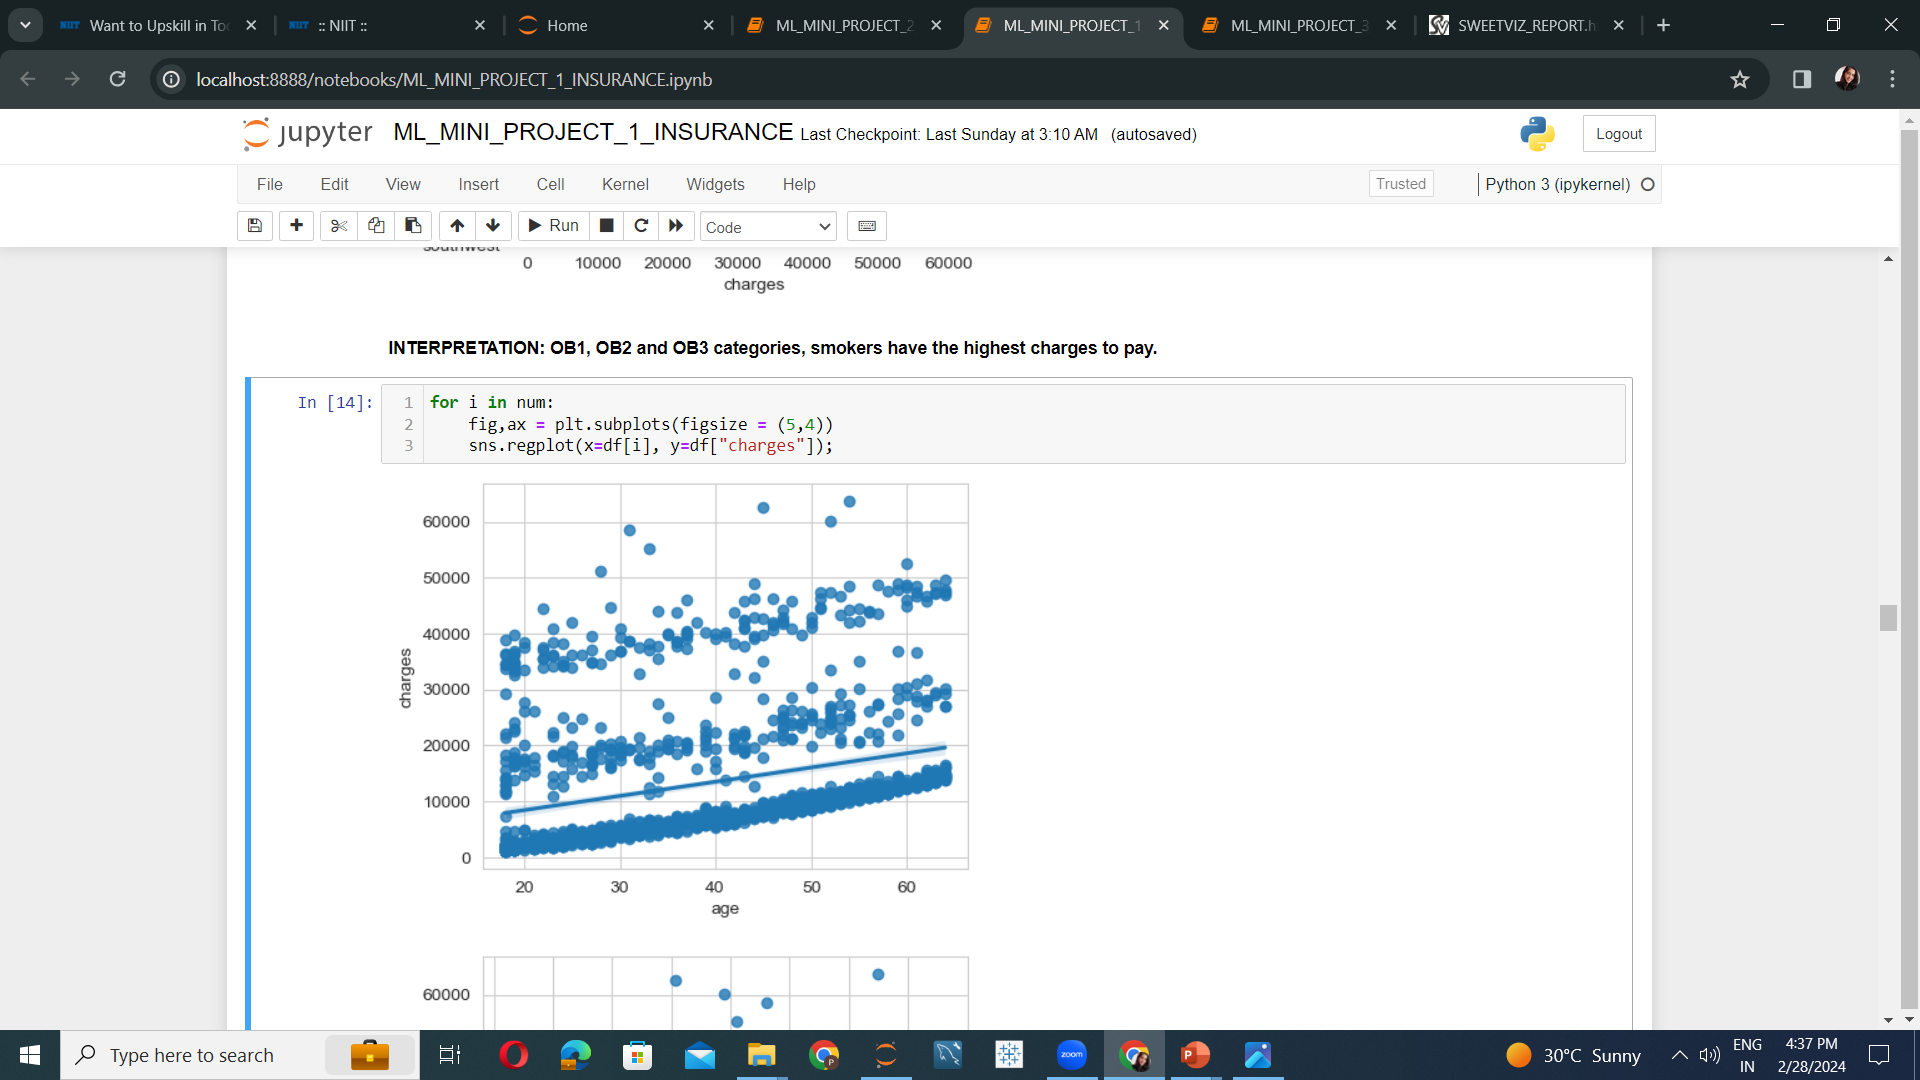 Want to Upskill in Too
:: NIIT ::
Home
ML_MINI_PROJECT_2
ML_MINI_PROJECT_1
ML_MINI_PROJECT_3
SWEETVIZ_REPORT.h
localhost:8888/notebooks/ML_MINI_PROJECT_1_INSURANCE.ipynb
jupyter ML_MINI_PROJECT_1_INSURANCE Last Checkpoint: Last Sunday at 3:10 AM (autosaved)
Logout
File Edit View Insert Cell Kernel Widgets Help
Trusted
Python 3 (ipykernel)
Run
Code
southwest
0 10000 20000 30000 40000 50000 60000
charges
INTERPRETATION: OB1, OB2 and OB3 categories, smokers have the highest charges to pay.
In [14]:
1 for i in num:
2     fig,ax = plt.subplots(figsize = (5,4))
3     sns.regplot(x=df[i], y=df["charges"]);
60000
50000
40000
30000
20000
10000
0
charges
20 30 40 50 60
age
60000
Type here to search
zoom
30°C Sunny
ENG
IN
4:37 PM
2/28/2024